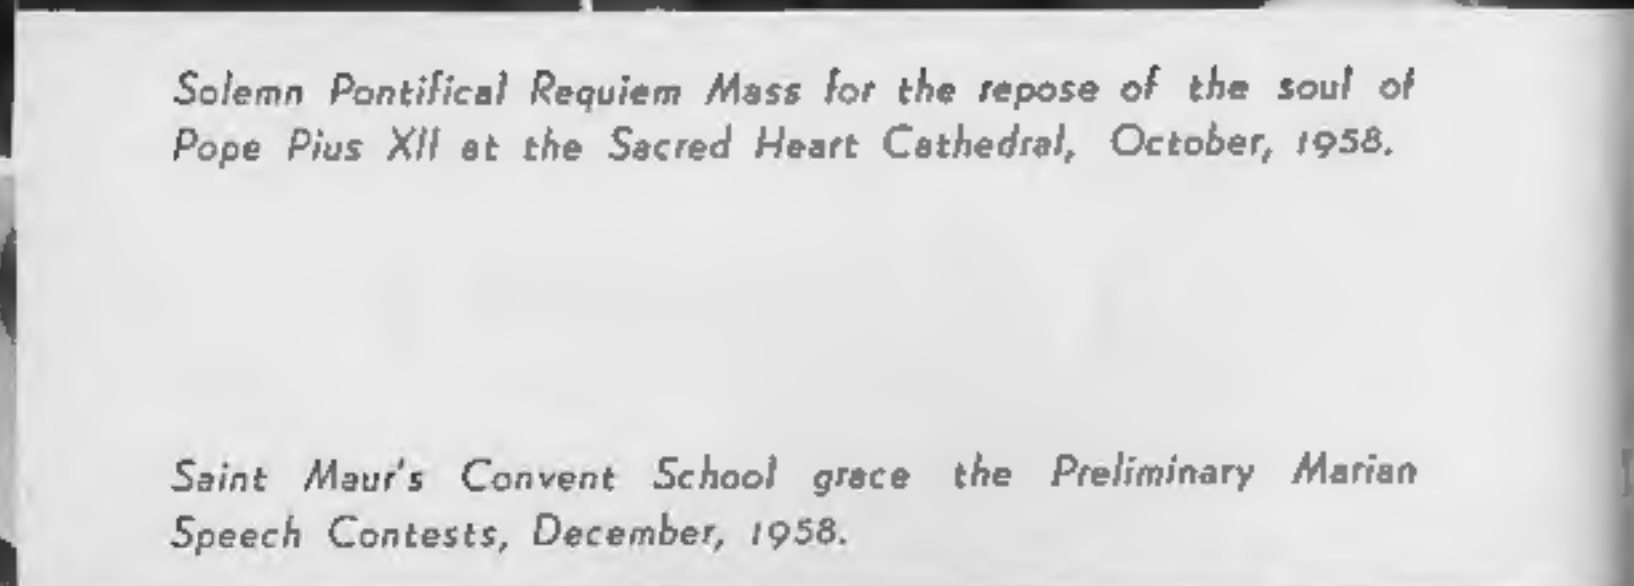 Solemn Pontifical Requiem Mass for the repose of the soul of
Pope Pius XII at the Sacred Heart Cathedral, October, 1958.
Saint Maur's Convent School grace the Preliminary Marian
Speech Contests, December, 1958.